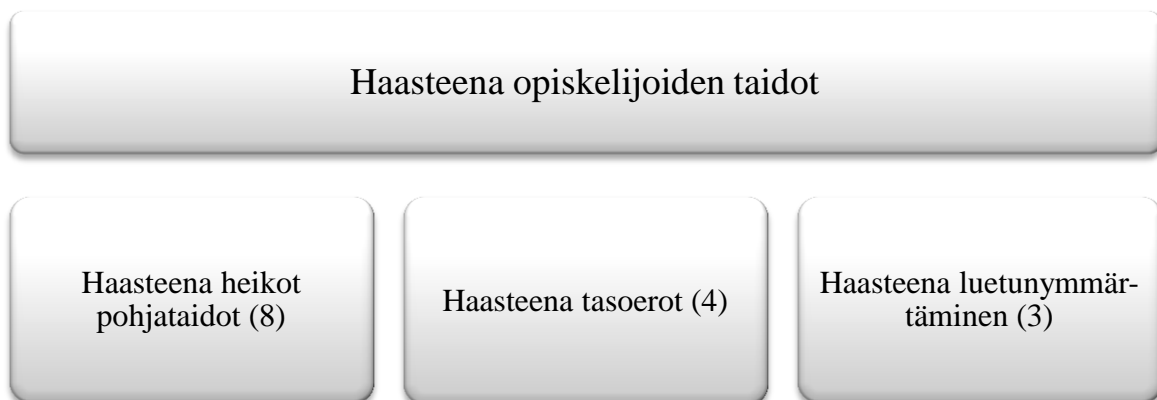 Haasteena opiskelijoiden taidot
Haasteena heikot
pohjataidot (8)
Haasteena tasoerot (4)
Haasteena luetunymmär-
täminen (3)